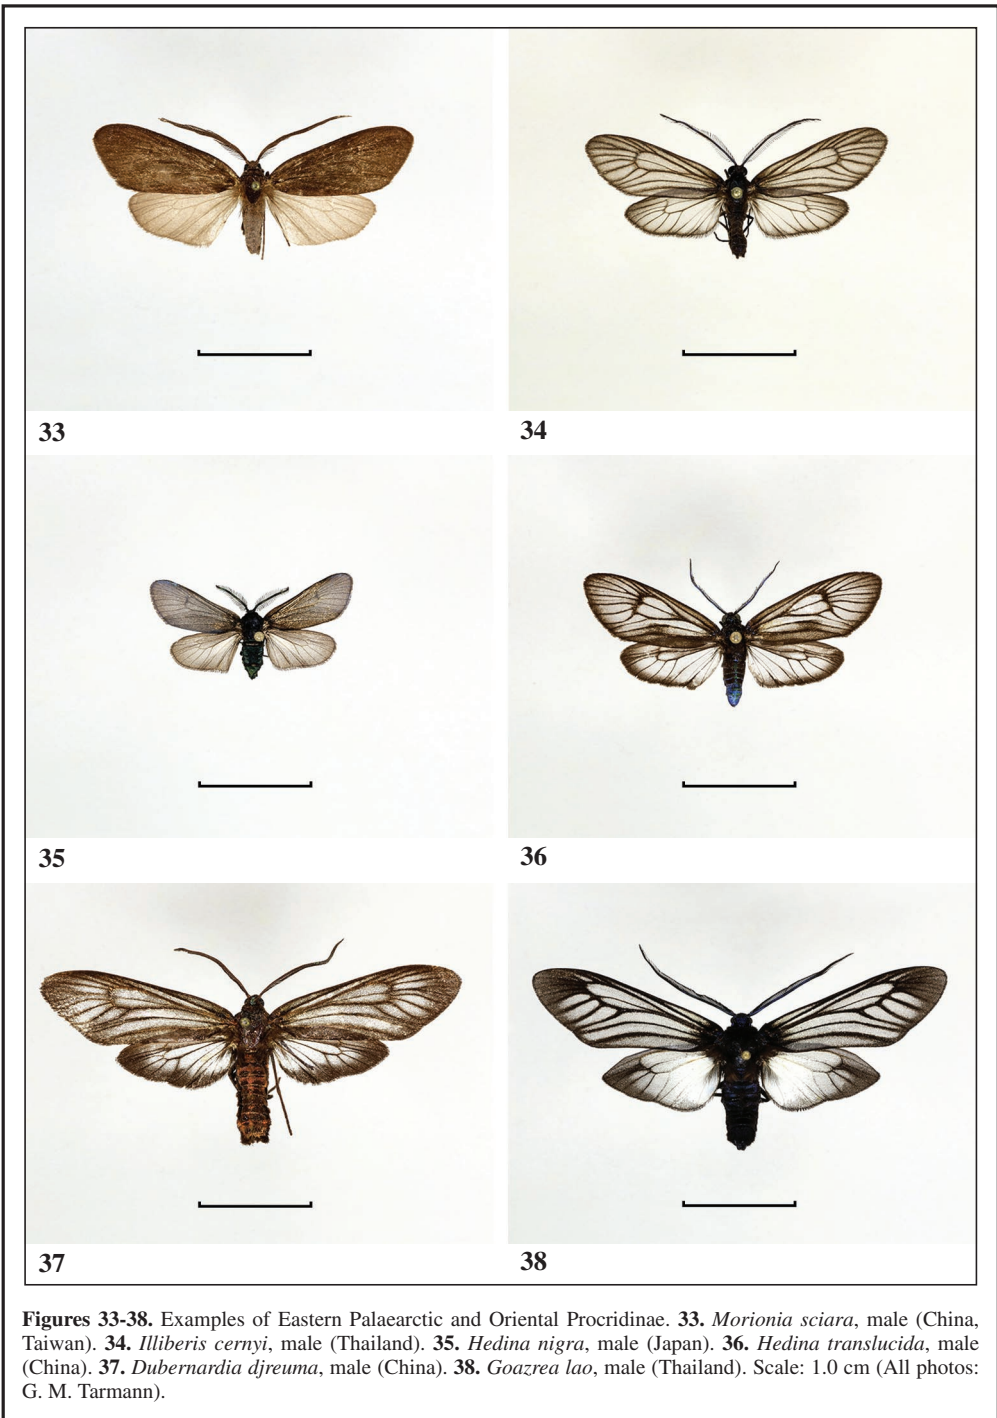 33
34
35
36
37
38
Figures 33-38. Examples of Eastern Palaearctic and Oriental Procridinae. 33. Morionia sciara, male (China,
Taiwan). 34. Illiberis cernyi, male (Thailand). 35. Hedina nigra, male (Japan). 36. Hedina translucida, male
(China). 37. Dubernardia djreuma, male (China). 38. Goazrea lao, male (Thailand). Scale: 1.0 cm (All photos:
G. M. Tarmann).